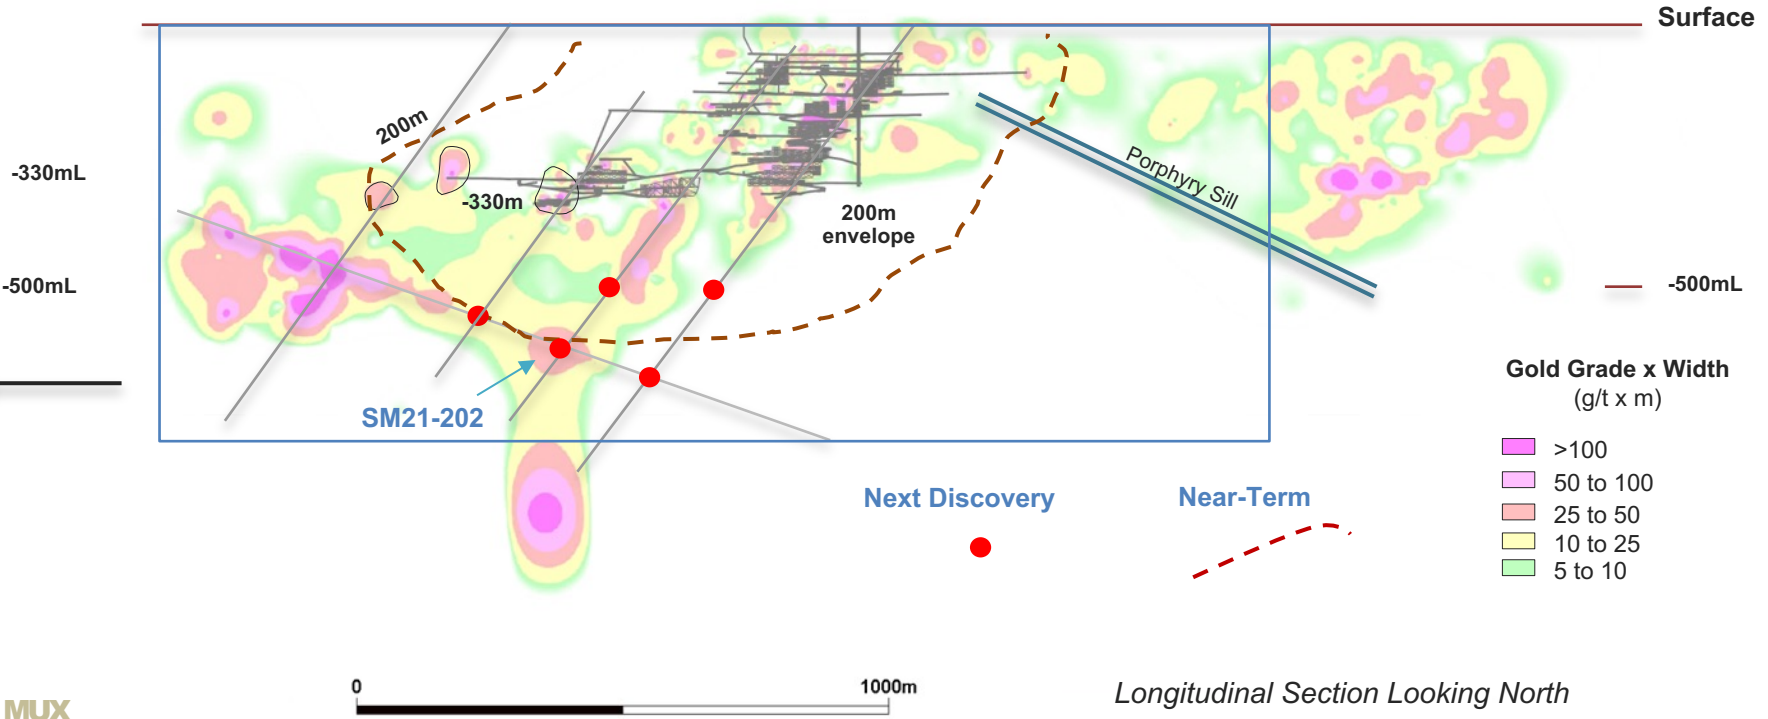 Surface
200m
-330mL
Porphyry Sill
-330m
200m
envelope
-500mL
-500mL
SM21-202
Gold Grade x Width
(g/t x m)
>100
50 to 100
25 to 50
10 to 25
5 to 10
Next Discovery
Near-Term
0
1000m
Longitudinal Section Looking North
MUX